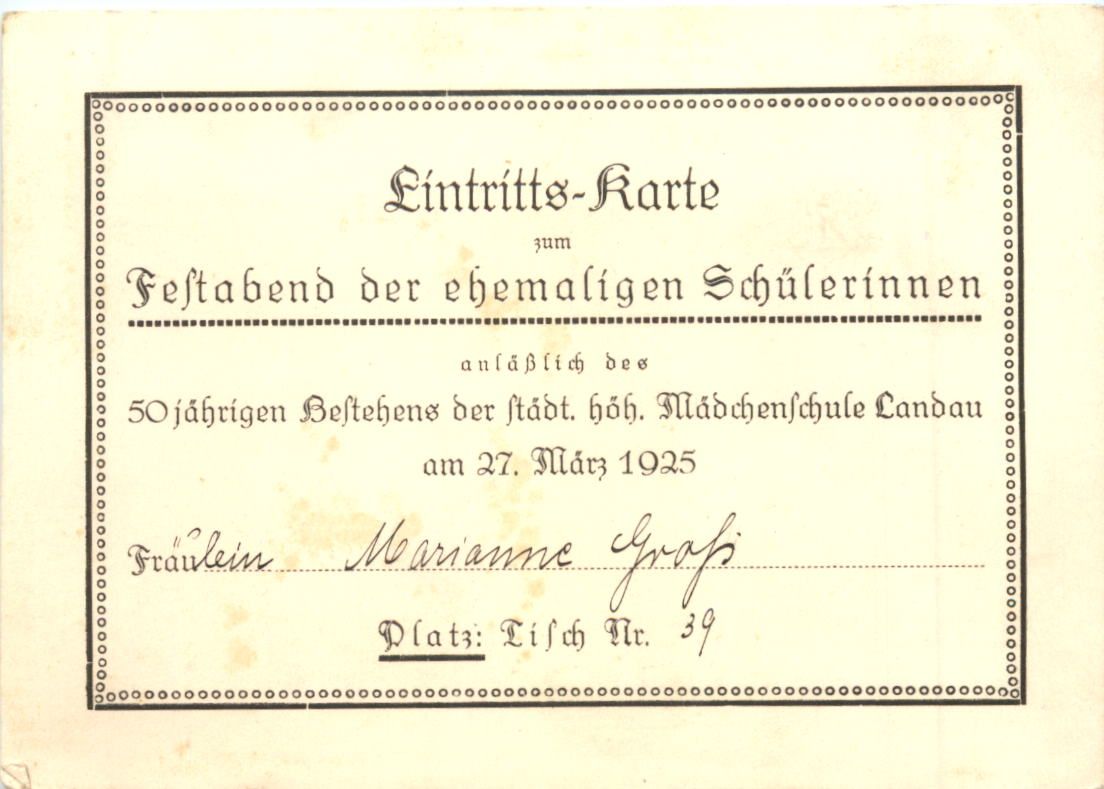 Eintritts-Karte
zum
Festabend der ehemaligen Schülerinnen
anläßlich des
50jährigen Bestehens der städt. höh. Mädchenschule Landau
am 27. März 1925
Fräulein Marianne Groß
Platz: Tisch Nr. 39